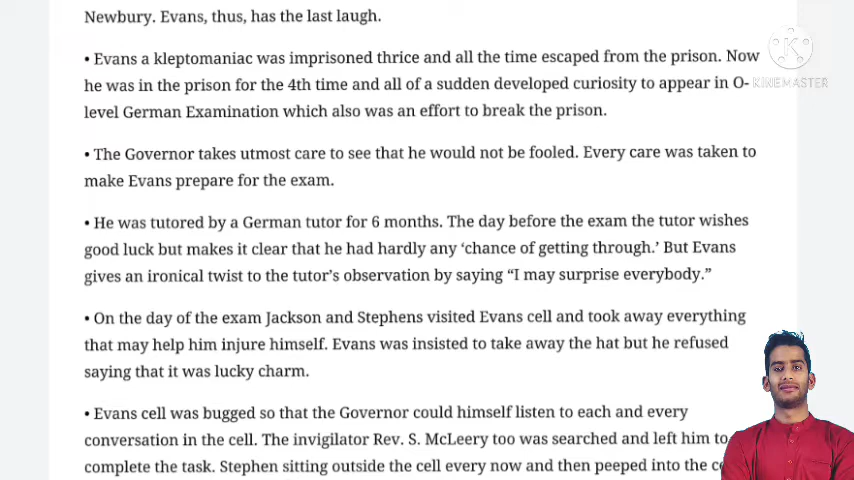 Newbury. Evans, thus, has the last laugh.
• Evans a kleptomaniac was imprisoned thrice and all the time escaped from the prison. Now
he was in the prison for the 4th time and all of a sudden developed curiosity to appear in O-
level German Examination which also was an effort to break the prison.
• The Governor takes utmost care to see that he would not be fooled. Every care was taken to
make Evans prepare for the exam.
• He was tutored by a German tutor for 6 months. The day before the exam the tutor wishes
good luck but makes it clear that he had hardly any ‘chance of getting through.’ But Evans
gives an ironical twist to the tutor’s observation by saying “I may surprise everybody.”
• On the day of the exam Jackson and Stephens visited Evans cell and took away everything
that may help him injure himself. Evans was insisted to take away the hat but he refused
saying that it was lucky charm.
• Evans cell was bugged so that the Governor could himself listen to each and every
conversation in the cell. The invigilator Rev. S. McLeery too was searched and left him to
complete the task. Stephen sitting outside the cell every now and then peeped into the
KINEMASTER